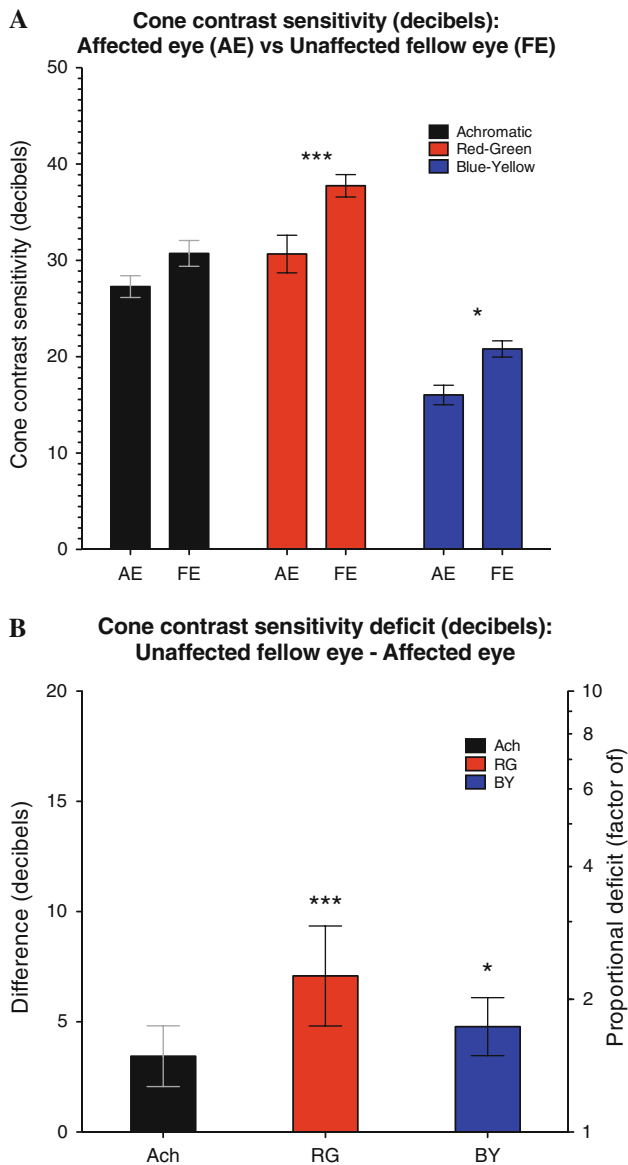 A
Cone contrast sensitivity (decibels):
Affected eye (AE) vs Unaffected fellow eye (FE)
Cone contrast sensitivity (decibels)
50
40
30
20
10
0
Achromatic
Red-Green
Blue-Yellow
***
*
AE FE AE FE AE FE
B
Cone contrast sensitivity deficit (decibels):
Unaffected fellow eye - Affected eye
Difference (decibels)
20
15
10
5
0
Ach
RG
BY
***
*
10
8
6
4
2
1
Proportional deficit (factor of)
Ach RG BY